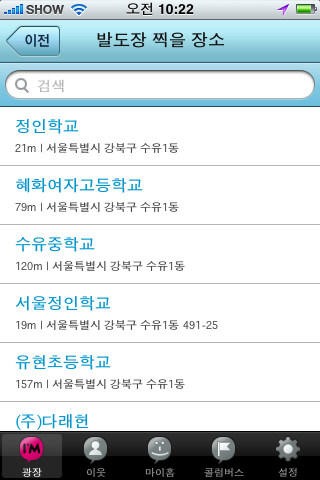 SHOW 오전 10:22
이전 발도장 찍을 장소
검색
정인학교
21m | 서울특별시 강북구 수유1동
혜화여자고등학교
79m | 서울특별시 강북구 수유1동
수유중학교
120m | 서울특별시 강북구 수유1동
서울정인학교
19m | 서울특별시 강북구 수유1동 491-25
유현초등학교
157m | 서울특별시 강북구 수유1동
(주)다래헌
I'M
광장 이웃 마이홈 콜럼버스 설정